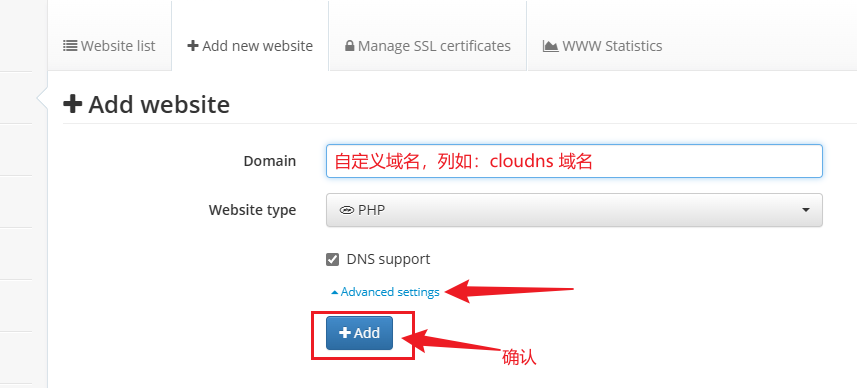 Website list
Add new website
Manage SSL certificates
WWW Statistics
Add website
Domain
自定义域名，列如：cloudns 域名
Website type
PHP
DNS support
Advanced settings
Add
确认